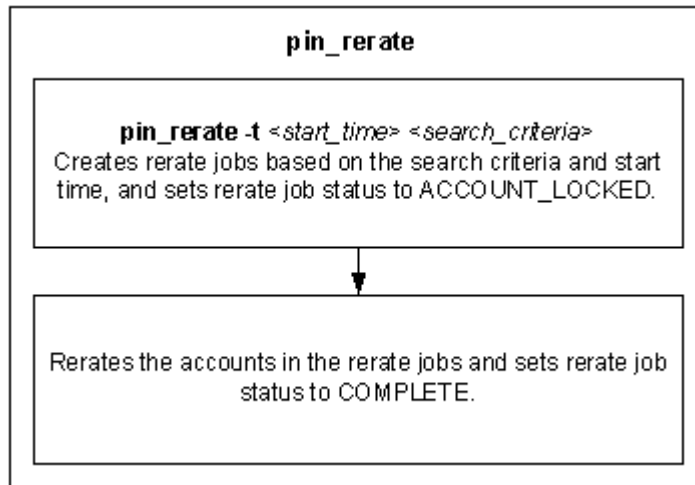 pin_rerate
pin_rerate -t <start_time> <search_criteria>
Creates rerate jobs based on the search criteria and start
time, and sets rerate job status to ACCOUNT_LOCKED.
Rerates the accounts in the rerate jobs and sets rerate job
status to COMPLETE.